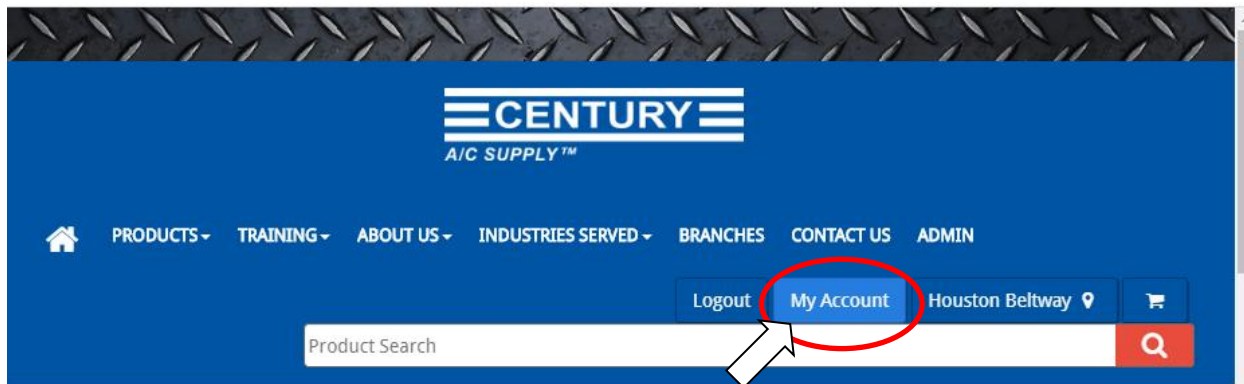 CENTURY
A/C SUPPLY™
PRODUCTS TRAINING ABOUT US INDUSTRIES SERVED BRANCHES CONTACT US ADMIN
Logout My Account Houston Beltway
Product Search